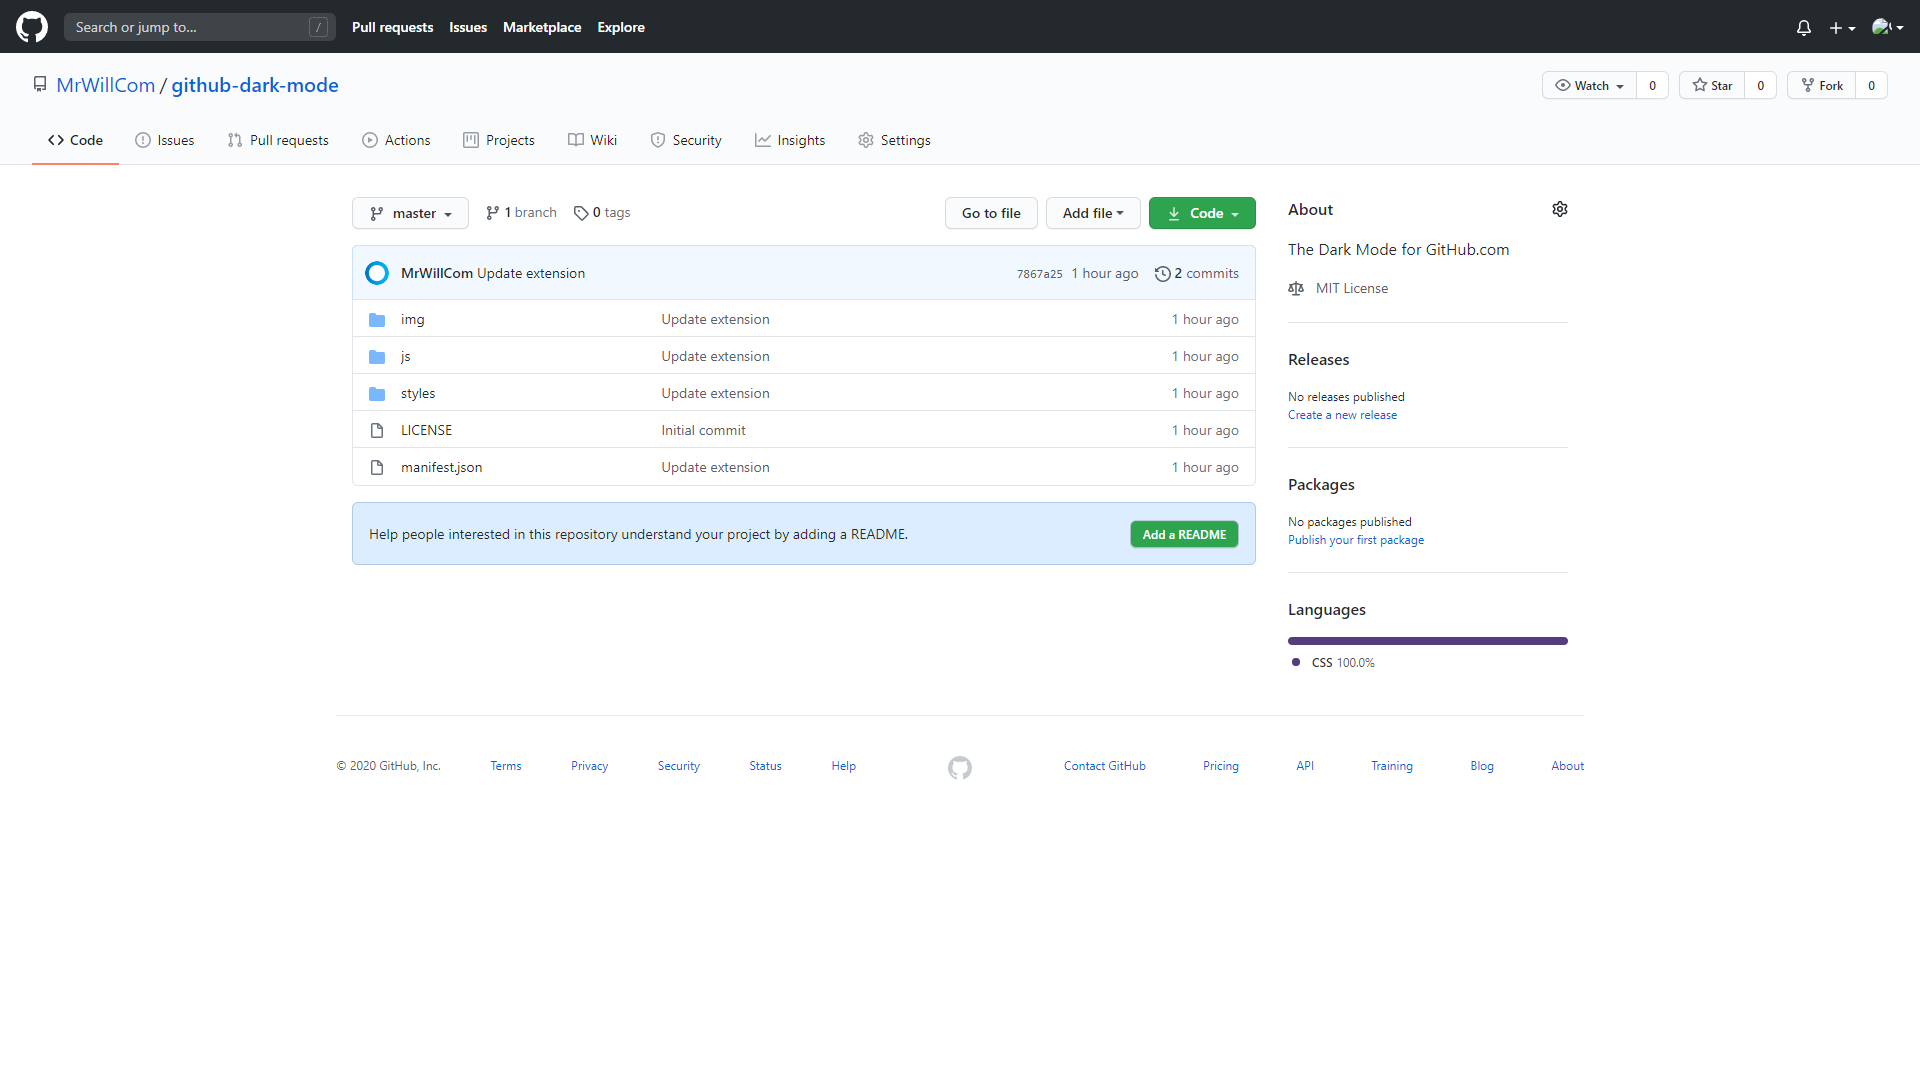 Search or jump to... /
Pull requests Issues Marketplace Explore
MrWillCom / github-dark-mode
Watch 0 Star 0 Fork 0
Code Issues Pull requests Actions Projects Wiki Security Insights Settings
master 1 branch 0 tags Go to file Add file Code
MrWillCom Update extension 7867a25 1 hour ago 2 commits
img Update extension 1 hour ago
js Update extension 1 hour ago
styles Update extension 1 hour ago
LICENSE Initial commit 1 hour ago
manifest.json Update extension 1 hour ago
Help people interested in this repository understand your project by adding a README. Add a README
About
The Dark Mode for GitHub.com
MIT License
Releases
No releases published
Create a new release
Packages
No packages published
Publish your first package
Languages
CSS 100.0%
© 2020 GitHub, Inc. Terms Privacy Security Status Help Contact GitHub Pricing API Training Blog About